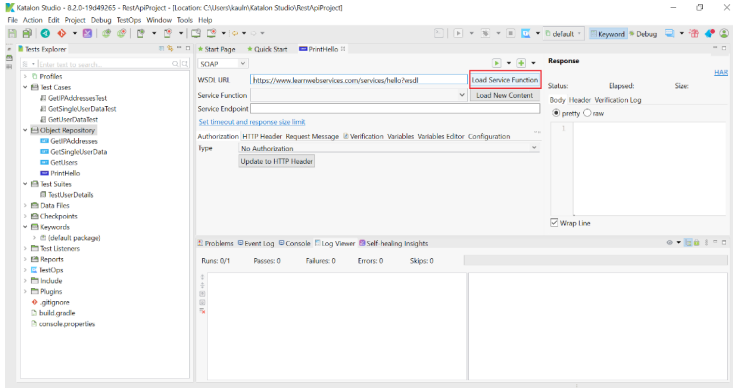 Katalon Studio - 8.2.0-19d49265 - RestApiProject - [Location: C:\Users\kauln\Katalon Studio\RestApiProject]
File Action Edit Project Debug TestOps Window Tools Help
default
Keyword
Debug
Tests Explorer
Enter text to search...
Profiles
Test Cases
GetIPAddressesTest
GetSingleUserDataTest
GetUserDataTest
Object Repository
GetIPAddresses
GetSingleUserData
GetUsers
PrintHello
Test Suites
TestUserDetails
Data Files
Checkpoints
Keywords
(default package)
Test Listeners
Reports
TestOps
Include
Plugins
.gitignore
build.gradle
console.properties
Start Page Quick Start PrintHello
SOAP
WSDL URL https://www.learnwebservices.com/services/hello?wsdl Load Service Function
Service Function Load New Content
Service Endpoint
Set timeout and response size limit
Authorization HTTP Header Request Message Verification Variables Variables Editor Configuration
Type No Authorization
Update to HTTP Header
Response
HAR
Status: Elapsed: Size:
Body Header Verification Log
pretty raw
1
Wrap Line
Problems Event Log Console Log Viewer Self-healing Insights
Runs: 0/1 Passes: 0 Failures: 0 Errors: 0 Skips: 0